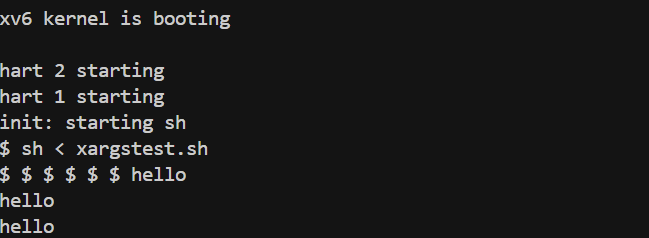 xv6 kernel is booting
hart 2 starting
hart 1 starting
init: starting sh
$ sh < xargstest.sh
$ $ $ $ $ $ hello
hello
hello